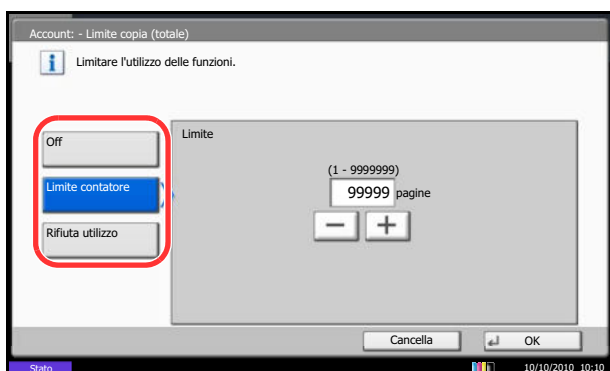 Account: - Limite copia (totale)
Limitare l'utilizzo delle funzioni.
Off
Limite contatore
Rifiuta utilizzo
Limite
(1 - 9999999)
99999 pagine
Cancella
OK
Stato
10/10/2010 10:10